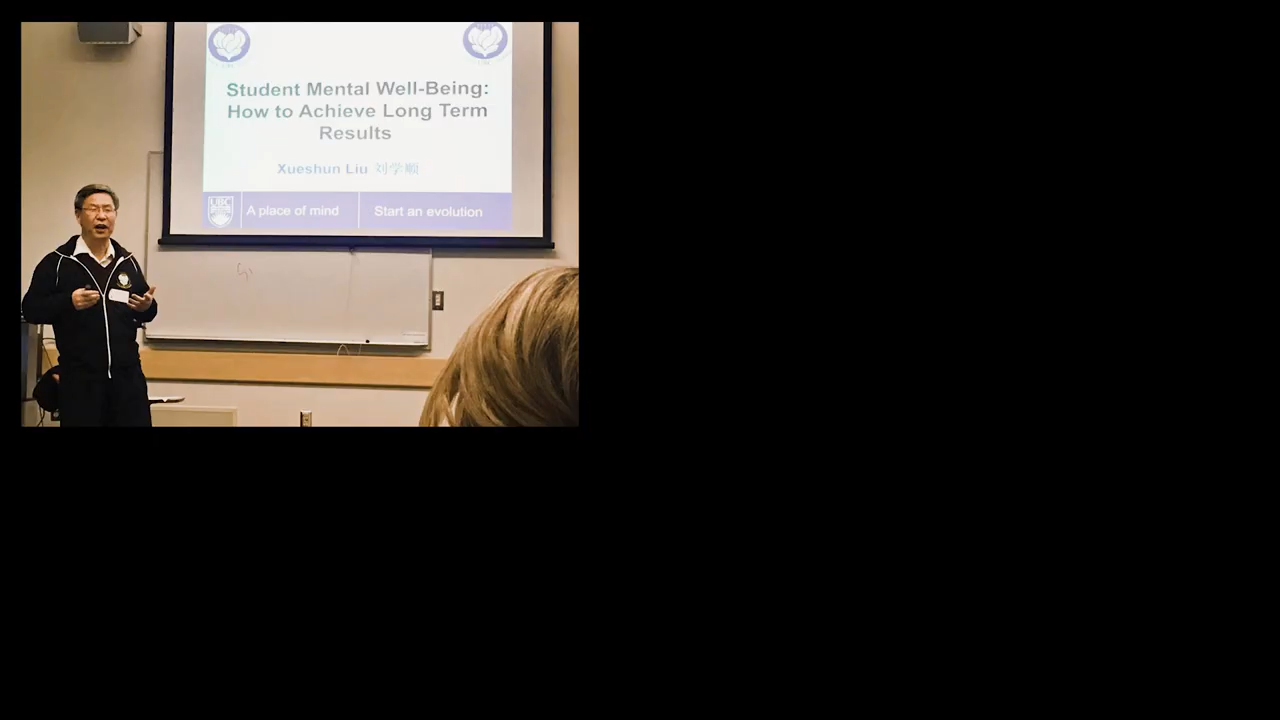 Student Mental Well-Being:
How to Achieve Long Term
Results
Xueshun Liu 刘学顺
UBC
A place of mind
Start an evolution